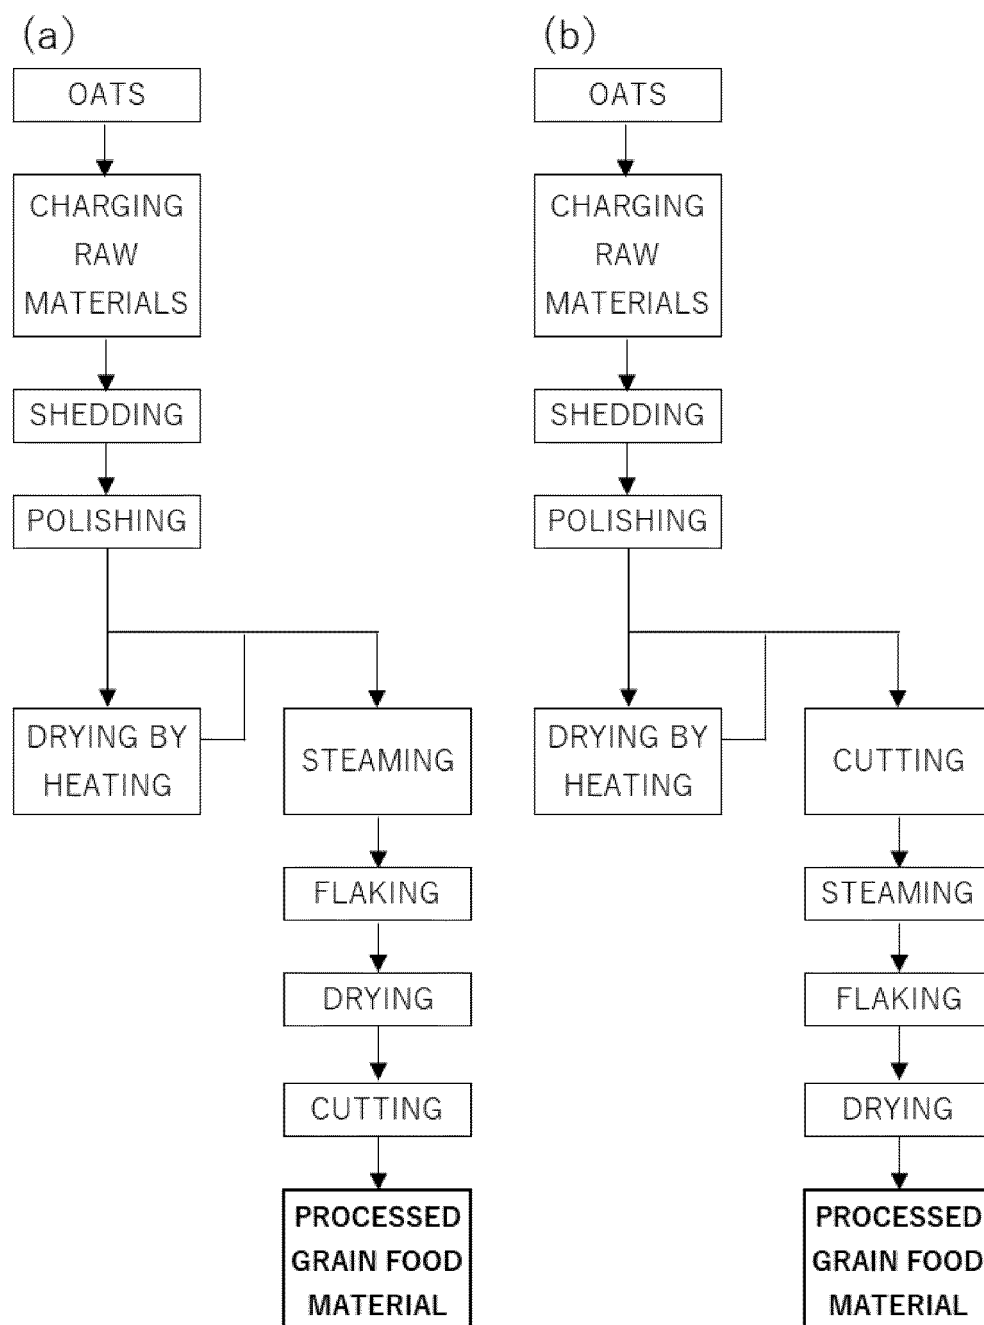 (a)
OATS
CHARGING
RAW
MATERIALS
SHEDDING
POLISHING
DRYING BY
HEATING
STEAMING
FLAKING
DRYING
CUTTING
PROCESSED
GRAIN FOOD
MATERIAL
(b)
OATS
CHARGING
RAW
MATERIALS
SHEDDING
POLISHING
DRYING BY
HEATING
CUTTING
STEAMING
FLAKING
DRYING
PROCESSED
GRAIN FOOD
MATERIAL